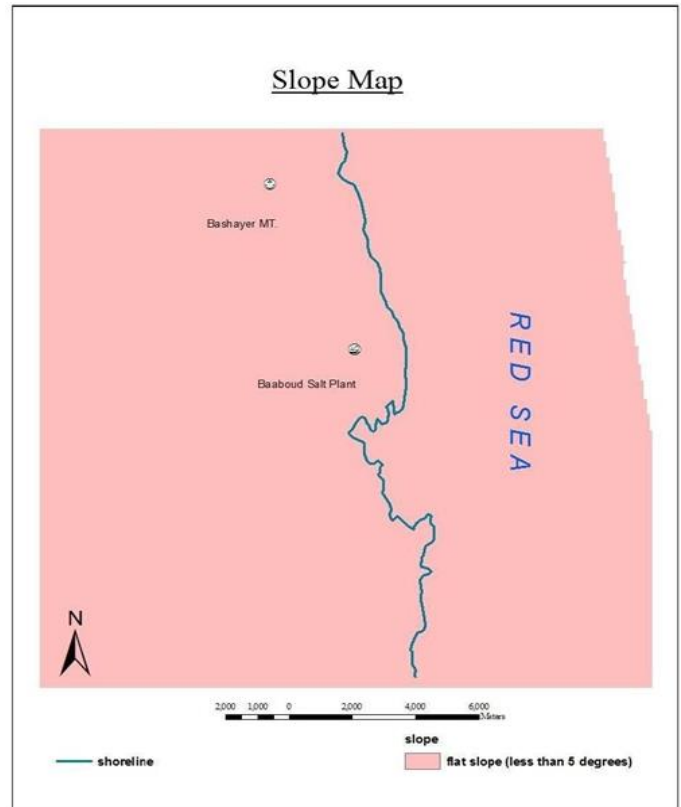 Slope Map
Bashayer MT.
Baaboud Salt Plant
RED SEA
N
2,000 1,000 0 2,000 4,000 6,000
Meters
slope
shoreline
flat slope (less than 5 degrees)